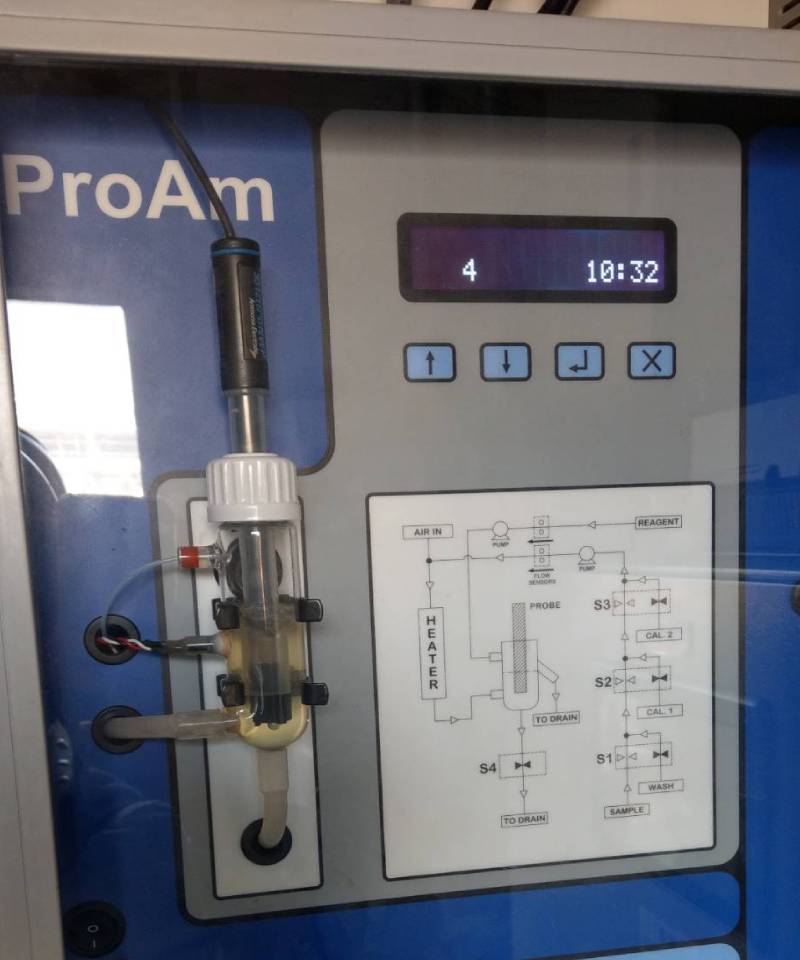 ProAm
4 10:32
AIR IN
REAGENT
PUMP
PUMP
FLOW
SENSORS
HEATER
PROBE
S3
CAL. 2
S2
CAL. 1
S1
WASH
SAMPLE
TO DRAIN
S4
TO DRAIN